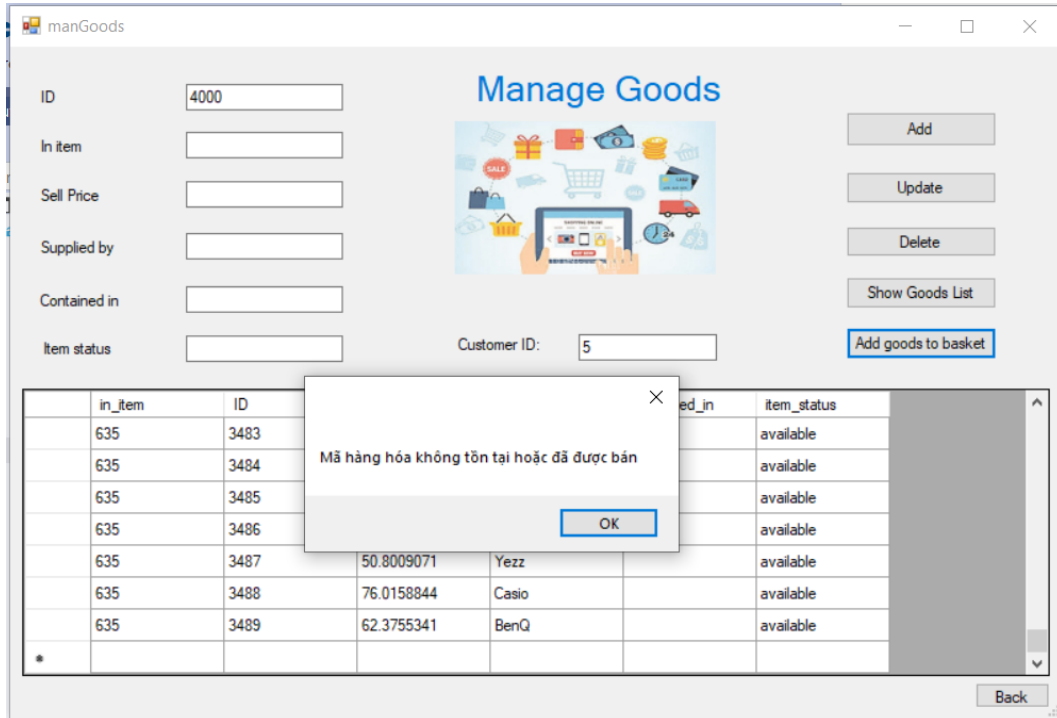 manGoods
Manage Goods
ID 4000
Add
In item
SALE
Sell Price
Update
Supplied by
24
Delete
Contained in
Show Goods List
Item status
Customer ID: 5
Add goods to basket
in_item ID ed_in item_status
635 3483 available
635 3484 available
635 3485 available
635 3486 available
635 3487 50.8009071 Yezz available
635 3488 76.0158844 Casio available
635 3489 62.3755341 BenQ available
*
Mã hàng hóa không tồn tại hoặc đã được bán
OK
Back